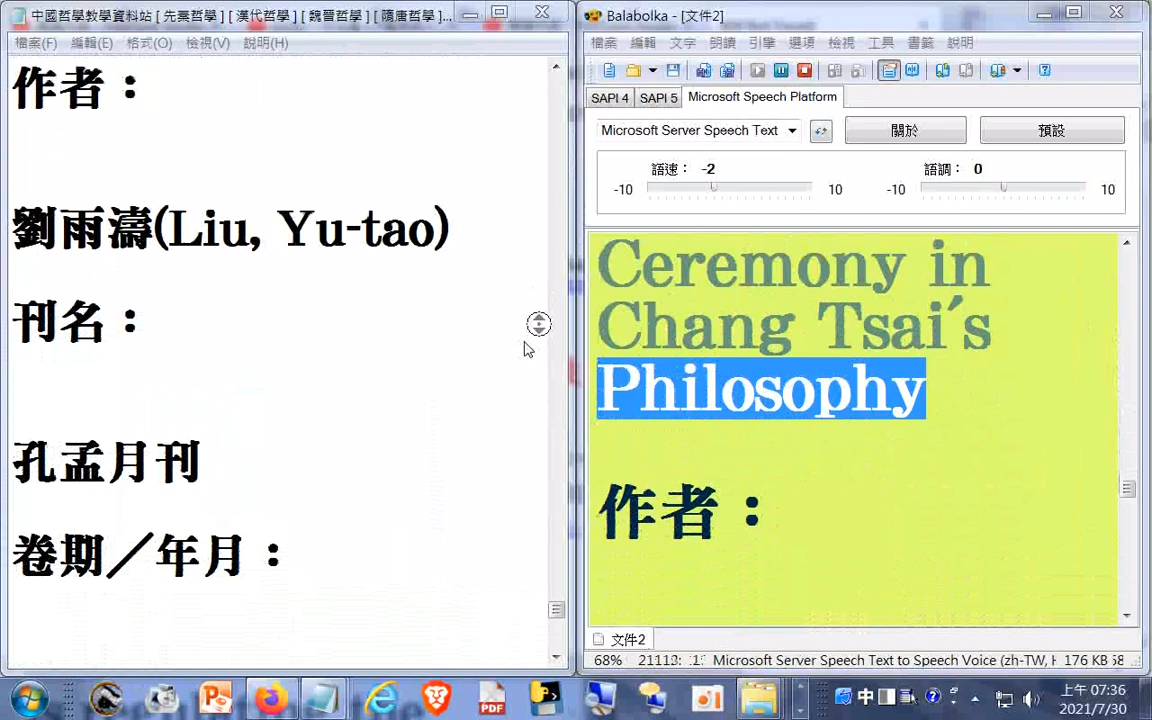 中國哲學教學資料站 [ 先秦哲學 ] [ 漢代哲學 ] [ 魏晉哲學 ] [ 隋唐哲學 ]...
檔案(F) 編輯(E) 格式(O) 檢視(V) 說明(H)
作者：
劉雨濤(Liu, Yu-tao)
刊名：
孔孟月刊
卷期／年月：
Balabolka - [文件2]
檔案 編輯 文字 朗讀 引擎 選項 檢視 工具 書籤 說明
SAPI 4 SAPI 5 Microsoft Speech Platform
Microsoft Server Speech Text 關於 預設
語速： -2 語調： 0
-10 10 -10 10
Ceremony in
Chang Tsai´s
Philosophy
作者：
文件2
68% Microsoft Server Speech Text to Speech Voice (zh-TW, H 176 KB
中 上午 07:36
2021/7/30